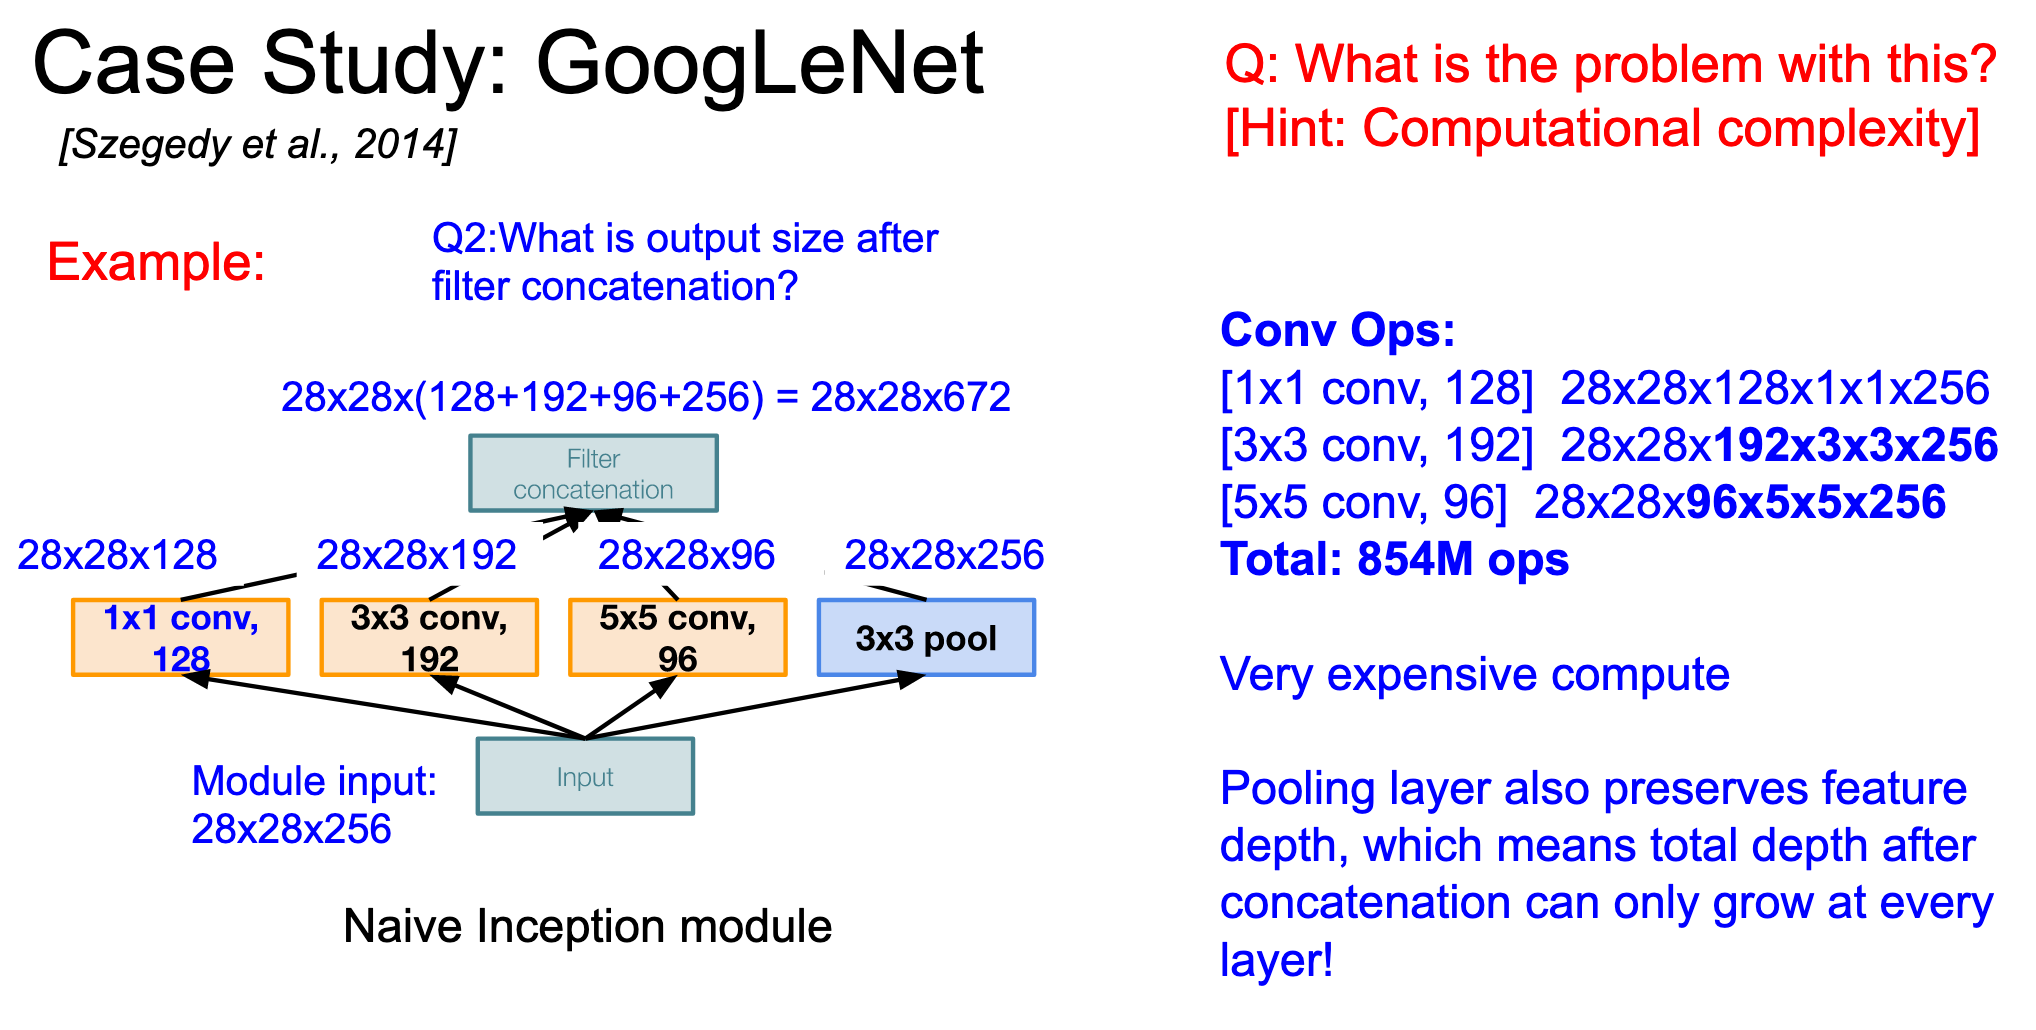 Case Study: GoogLeNet
[Szegedy et al., 2014]
Q: What is the problem with this?
[Hint: Computational complexity]
Example:
Q2:What is output size after
filter concatenation?
28x28x(128+192+96+256) = 28x28x672
Filter
concatenation
28x28x128
28x28x192
28x28x96
28x28x256
1x1 conv,
128
3x3 conv,
192
5x5 conv,
96
3x3 pool
Input
Module input:
28x28x256
Naive Inception module
Conv Ops:
[1x1 conv, 128] 28x28x128x1x1x256
[3x3 conv, 192] 28x28x192x3x3x256
[5x5 conv, 96] 28x28x96x5x5x256
Total: 854M ops
Very expensive compute
Pooling layer also preserves feature
depth, which means total depth after
concatenation can only grow at every
layer!